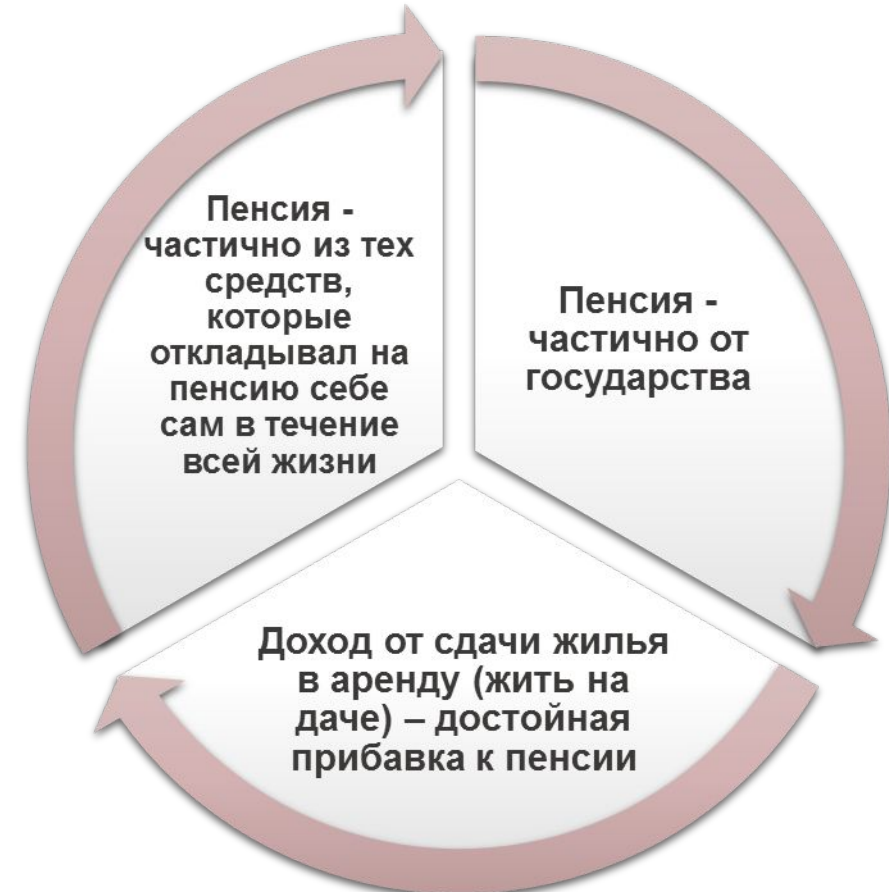 Пенсия -
частично из тех
средств,
которые
откладывал на
пенсию себе
сам в течение
всей жизни
Пенсия -
частично от
государства
Доход от сдачи жилья
в аренду (жить на
даче) – достойная
прибавка к пенсии